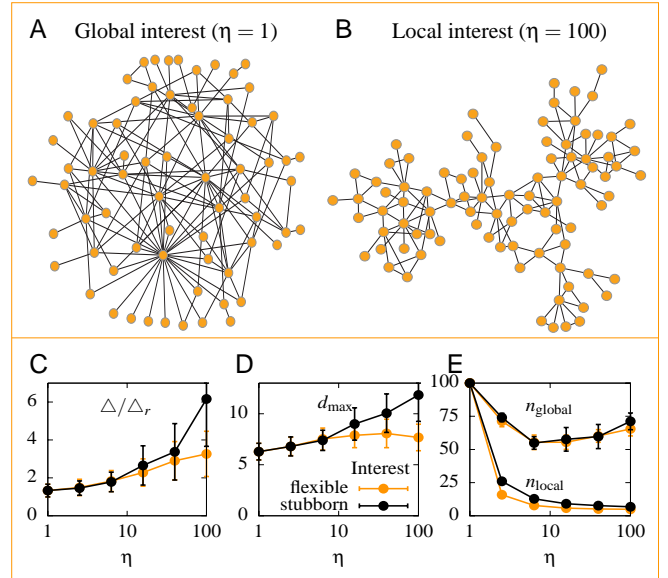 A Global interest (η = 1)
B Local interest (η = 100)
C
△/△r
6
4
2
0
1 10 100
η
D
dmax
10
5
0
Interest
flexible
stubborn
1 10 100
η
E
100
75
50
25
0
nglobal
nlocal
1 10 100
η